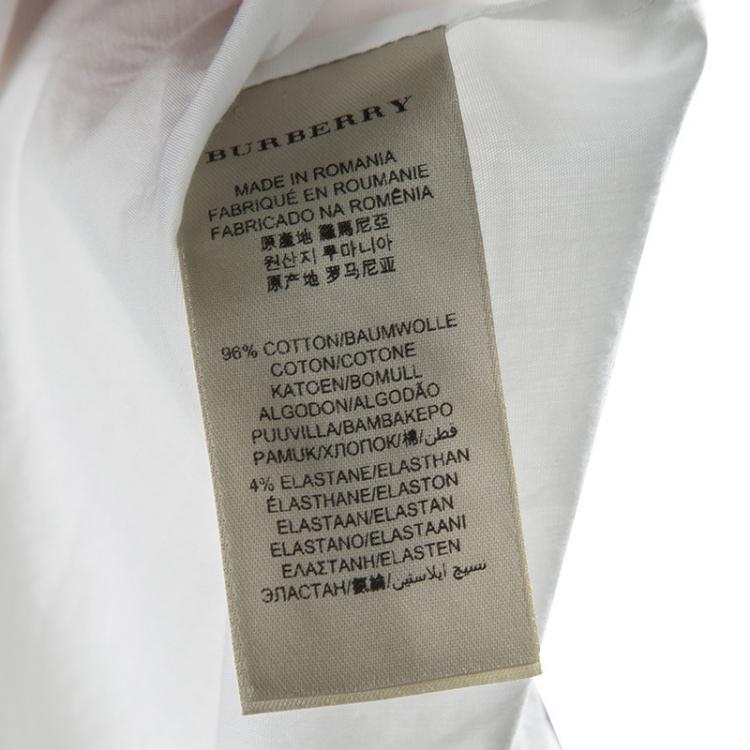 BURBERRY
MADE IN ROMANIA
FABRIQUÉ EN ROUMANIE
FABRICADO NA ROMÊNIA
原產地 羅馬尼亞
원산지 루마니아
原产地 罗马尼亚
96% COTTON/BAUMWOLLE
COTON/COTONE
KATOEN/BOMULL
ALGODON/ALGODÃO
PUUVILLA/ΒΑΜΒΑΚΕΡΟ
PAMUK/ХЛОПОК/棉/قطن
4% ELASTANE/ELASTHAN
ÉLASTHANE/ELASTON
ELASTAAN/ELASTAN
ELASTANO/ELASTAANI
ΕΛΑΣΤΑΝΗ/ELASTEN
ЭЛАСТАН/氨綸/نسيج ايلاستين